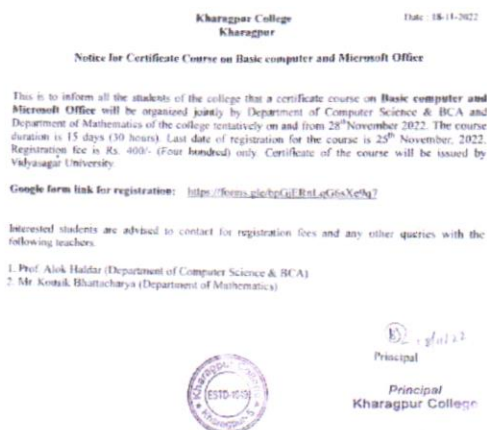 Kharagpur College
Date : 18-11-2022
Kharagpur
Notice for Certificate Course on Basic computer and Microsoft Office
This is to inform all the students of the college that a certificate course on Basic computer and
Microsoft Office will be organized jointly by Department of Computer Science & BCA and
Department of Mathematics of the college tentatively on and from 28th November 2022. The course
duration is 15 days (30 hours). Last date of registration for the course is 25th November, 2022.
Registration fee is Rs. 400/- (Four hundred) only. Certificate of the course will be issued by
Vidyasagar University.
Google form link for registration:
Interested students are advised to contact for registration fees and any other queries with the
following teachers.
1. Prof. Alok Haldar (Department of Computer Science & BCA)
2. Mr. Koushik Bhattacharya (Department of Mathematics)
Principal
Principal
Kharagpur College
Kharagpur College
Kharagpur-5